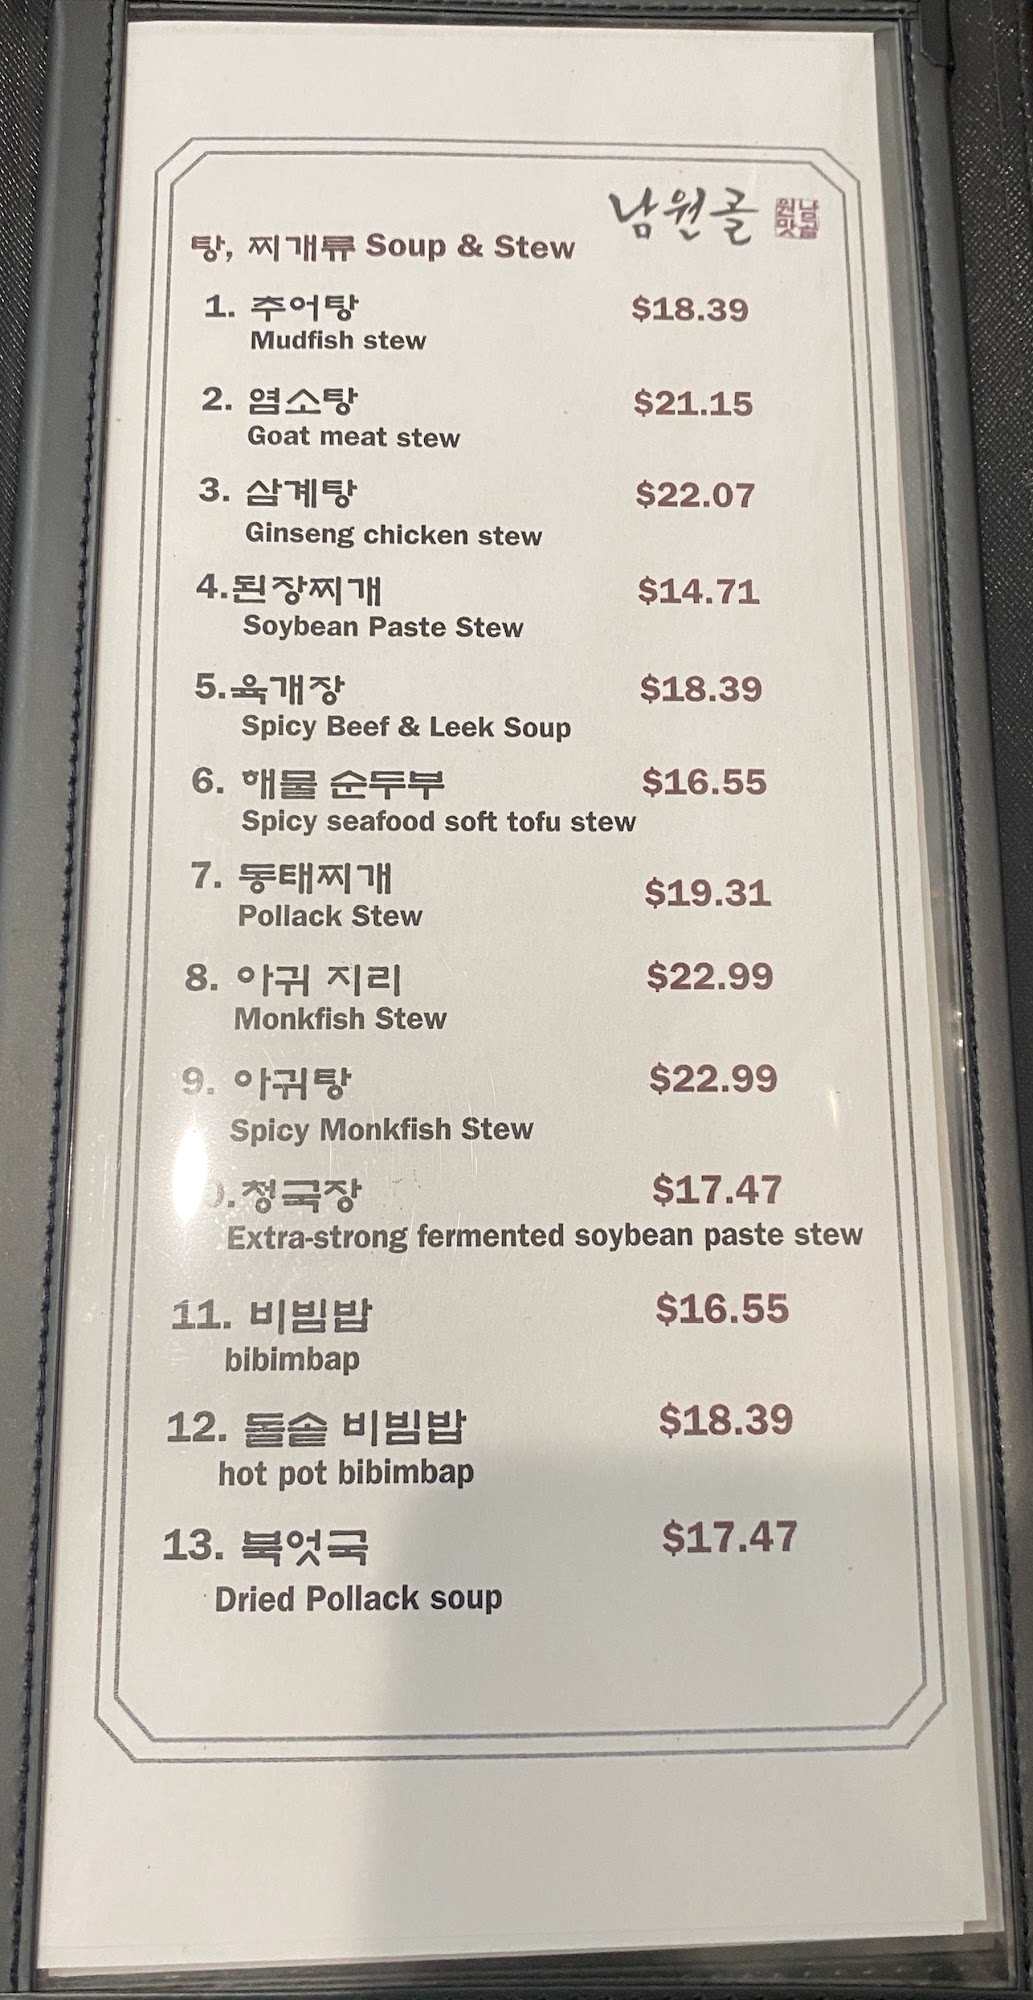 남원골
원남
맛골
탕, 찌개류 Soup & Stew
1. 추어탕 $18.39
Mudfish stew
2. 염소탕 $21.15
Goat meat stew
3. 삼계탕 $22.07
Ginseng chicken stew
4.된장찌개 $14.71
Soybean Paste Stew
5.육개장 $18.39
Spicy Beef & Leek Soup
6. 해물 순두부 $16.55
Spicy seafood soft tofu stew
7. 동태찌개 $19.31
Pollack Stew
8. 아귀 지리 $22.99
Monkfish Stew
9. 아귀탕 $22.99
Spicy Monkfish Stew
.청국장 $17.47
Extra-strong fermented soybean paste stew
11. 비빔밥 $16.55
bibimbap
12. 돌솥 비빔밥 $18.39
hot pot bibimbap
13. 북엇국 $17.47
Dried Pollack soup